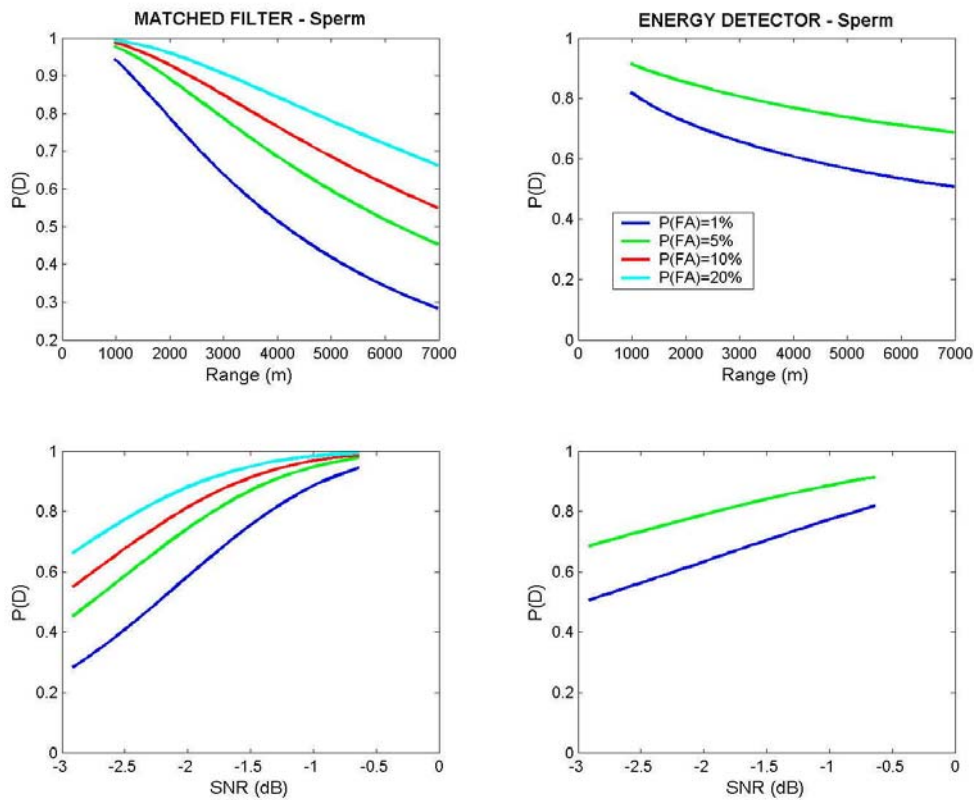 MATCHED FILTER - Sperm
1
0.9
0.8
0.7
0.6
0.5
0.4
0.3
0.2
P(D)
0 1000 2000 3000 4000 5000 6000 7000
Range (m)
ENERGY DETECTOR - Sperm
1
0.8
0.6
0.4
0.2
0
P(D)
P(FA)=1%
P(FA)=5%
P(FA)=10%
P(FA)=20%
0 1000 2000 3000 4000 5000 6000 7000
Range (m)
1
0.8
0.6
0.4
0.2
0
P(D)
-3 -2.5 -2 -1.5 -1 -0.5 0
SNR (dB)
1
0.8
0.6
0.4
0.2
0
P(D)
-3 -2.5 -2 -1.5 -1 -0.5 0
SNR (dB)